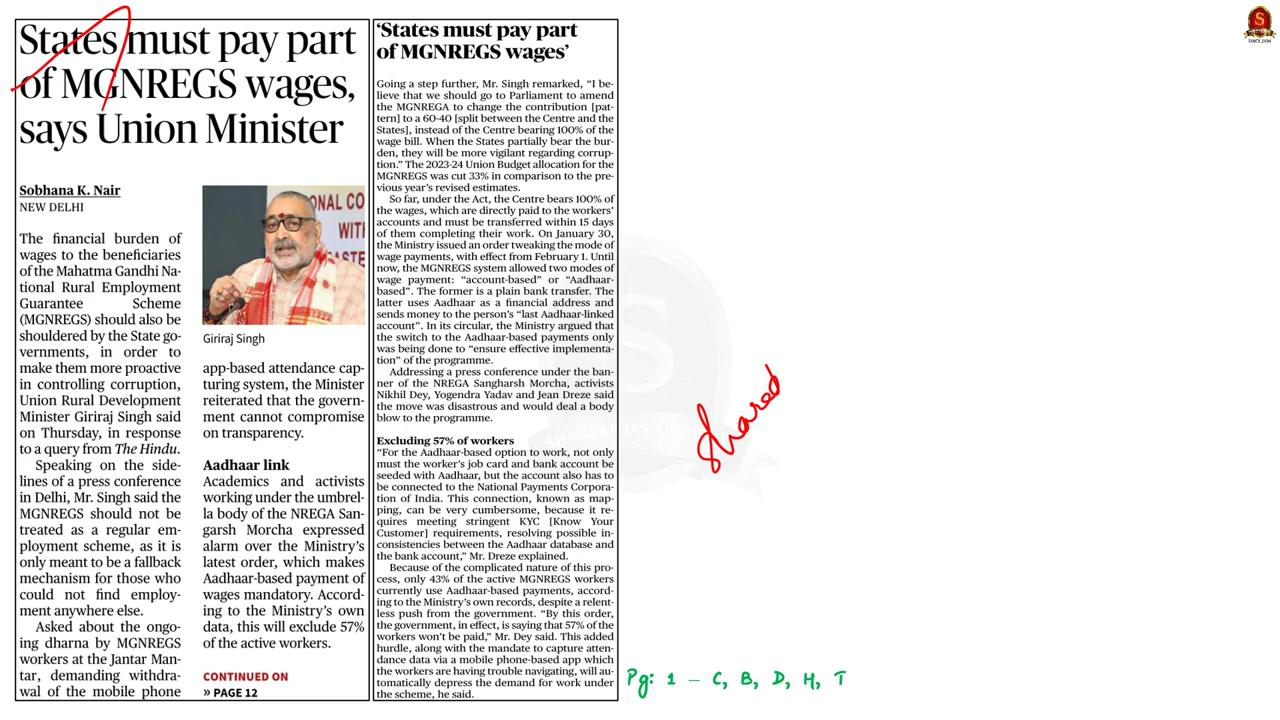 States must pay part
of MGNREGS wages,
says Union Minister
Sobhana K. Nair
NEW DELHI
The financial burden of
wages to the beneficiaries
of the Mahatma Gandhi Na-
tional Rural Employment
Guarantee Scheme
(MGNREGS) should also be
shouldered by the State go-
vernments, in order to
make them more proactive
in controlling corruption,
Union Rural Development
Minister Giriraj Singh said
on Thursday, in response
to a query from The Hindu.
Speaking on the side-
lines of a press conference
in Delhi, Mr. Singh said the
MGNREGS should not be
treated as a regular em-
ployment scheme, as it is
only meant to be a fallback
mechanism for those who
could not find employ-
ment anywhere else.
Asked about the ongo-
ing dharna by MGNREGS
workers at the Jantar Man-
tar, demanding withdra-
wal of the mobile phone
Giriraj Singh
app-based attendance cap-
turing system, the Minister
reiterated that the govern-
ment cannot compromise
on transparency.
Aadhaar link
Academics and activists
working under the umbrel-
la body of the NREGA San-
garsh Morcha expressed
alarm over the Ministry's
latest order, which makes
Aadhaar-based payment of
wages mandatory. Accord-
ing to the Ministry's own
data, this will exclude 57%
of the active workers.
CONTINUED ON
» PAGE 12
'States must pay part
of MGNREGS wages'
Going a step further, Mr. Singh remarked, "I be-
lieve that we should go to Parliament to amend
the MGNREGA to change the contribution [pat-
tern] to a 60-40 [split between the Centre and the
States], instead of the Centre bearing 100% of the
wage bill. When the States partially bear the bur-
den, they will be more vigilant regarding corrup-
tion." The 2023-24 Union Budget allocation for the
MGNREGS was cut 33% in comparison to the pre-
vious year's revised estimates.
So far, under the Act, the Centre bears 100% of
the wages, which are directly paid to the workers'
accounts and must be transferred within 15 days
of them completing their work. On January 30,
the Ministry issued an order tweaking the mode of
wage payments, with effect from February 1. Until
now, the MGNREGS system allowed two modes of
wage payment: "account-based" or "Aadhaar-
based". The former is a plain bank transfer. The
latter uses Aadhaar as a financial address and
sends money to the person's "last Aadhaar-linked
account". In its circular, the Ministry argued that
the switch to the Aadhaar-based payments only
was being done to "ensure effective implementa-
tion" of the programme.
Addressing a press conference under the ban-
ner of the NREGA Sangharsh Morcha, activists
Nikhil Dey, Yogendra Yadav and Jean Dreze said
the move was disastrous and would deal a body
blow to the programme.
Excluding 57% of workers
"For the Aadhaar-based option to work, not only
must the worker's job card and bank account be
seeded with Aadhaar, but the account also has to
be connected to the National Payments Corpora-
tion of India. This connection, known as map-
ping, can be very cumbersome, because it re-
quires meeting stringent KYC [Know Your
Customer] requirements, resolving possible in-
consistencies between the Aadhaar database and
the bank account," Mr. Dreze explained.
Because of the complicated nature of this pro-
cess, only 43% of the active MGNREGS workers
currently use Aadhaar-based payments, accord-
ing to the Ministry's own records, despite a relent-
less push from the government. "By this order,
the government, in effect, is saying that 57% of the
workers won't be paid," Mr. Dey said. This added
hurdle, along with the mandate to capture atten-
dance data via a mobile phone-based app which
the workers are having trouble navigating, will au-
tomatically depress the demand for work under
the scheme, he said.
Shared
Pg: 1 – C, B, D, H, T
S
SINCE 2004